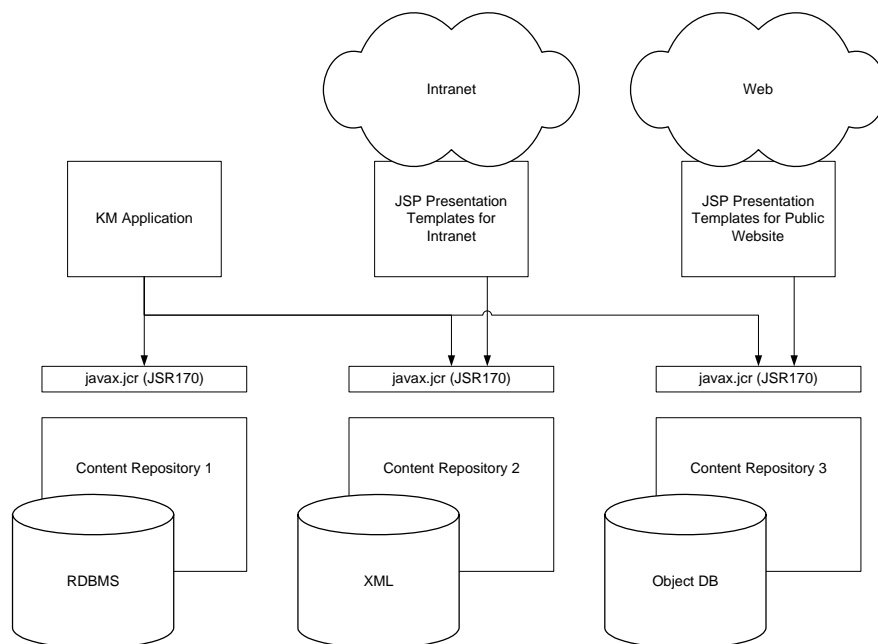 Intranet
Web
KM Application
JSP Presentation
Templates for
Intranet
JSP Presentation
Templates for Public
Website
javax.jcr (JSR170)
javax.jcr (JSR170)
javax.jcr (JSR170)
Content Repository 1
Content Repository 2
Content Repository 3
RDBMS
XML
Object DB